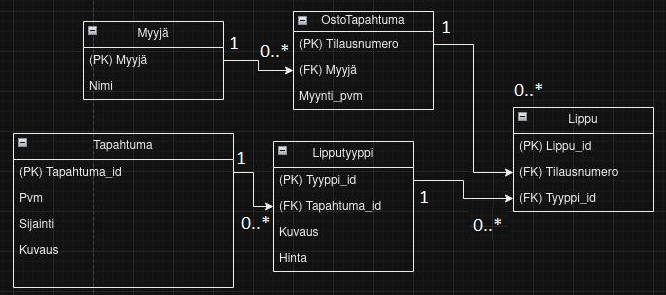 Myyjä
(PK) Myyjä
Nimi
1
0..*
OstoTapahtuma
(PK) Tilausnumero
(FK) Myyjä
Myynti_pvm
1
0..*
Lippu
(PK) Lippu_id
(FK) Tilausnumero
(FK) Tyyppi_id
Tapahtuma
(PK) Tapahtuma_id
Pvm
Sijainti
Kuvaus
1
0..*
Lipputyyppi
(PK) Tyyppi_id
(FK) Tapahtuma_id
Kuvaus
Hinta
1
0..*